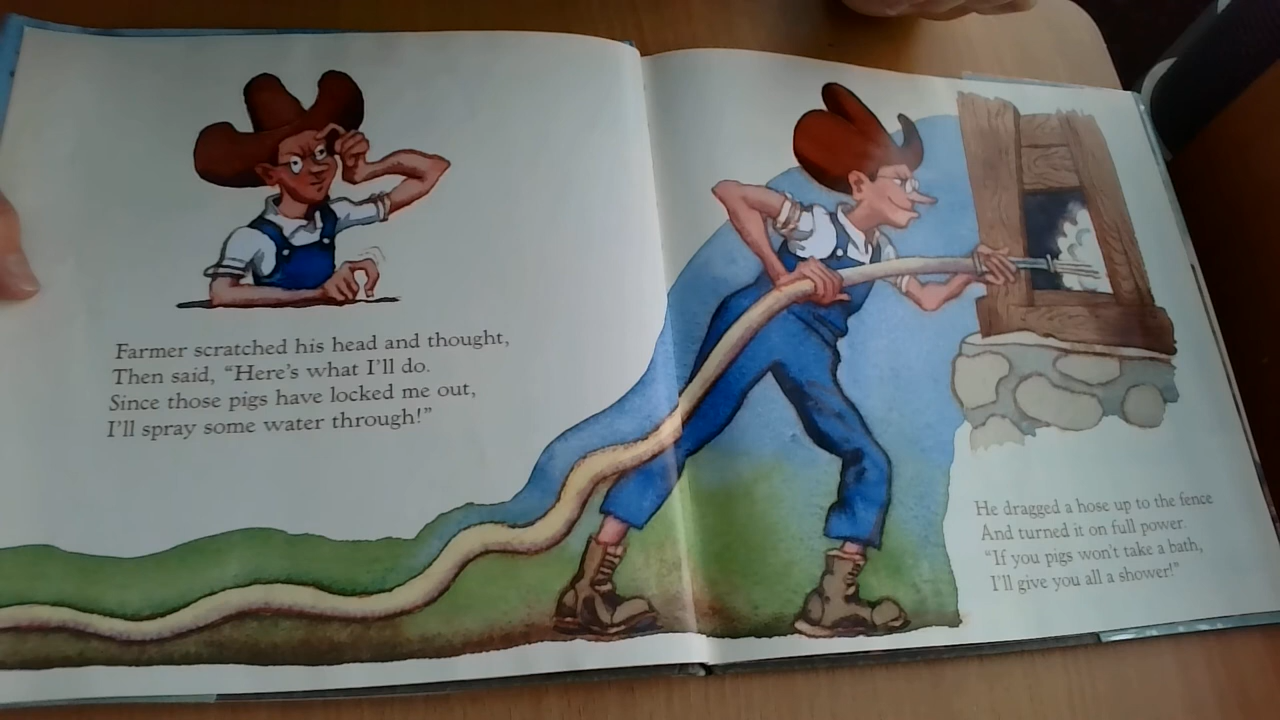 Farmer scratched his head and thought,
Then said, “Here’s what I’ll do.
Since those pigs have locked me out,
I’ll spray some water through!”
He dragged a hose up to the fence
And turned it on full power.
“If you pigs won’t take a bath,
I’ll give you all a shower!”